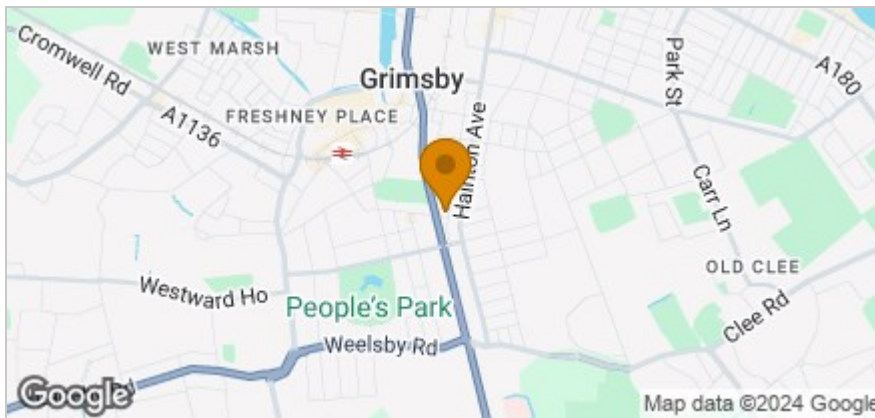 Cromwell Rd
WEST MARSH
A1136
Grimsby
FRESHNEY PLACE
Hainton Ave
Park St
A180
Carr Ln
OLD CLEE
Clee Rd
Westward Ho
People's Park
Weelsby Rd
Rd
Google
Map data ©2024 Google